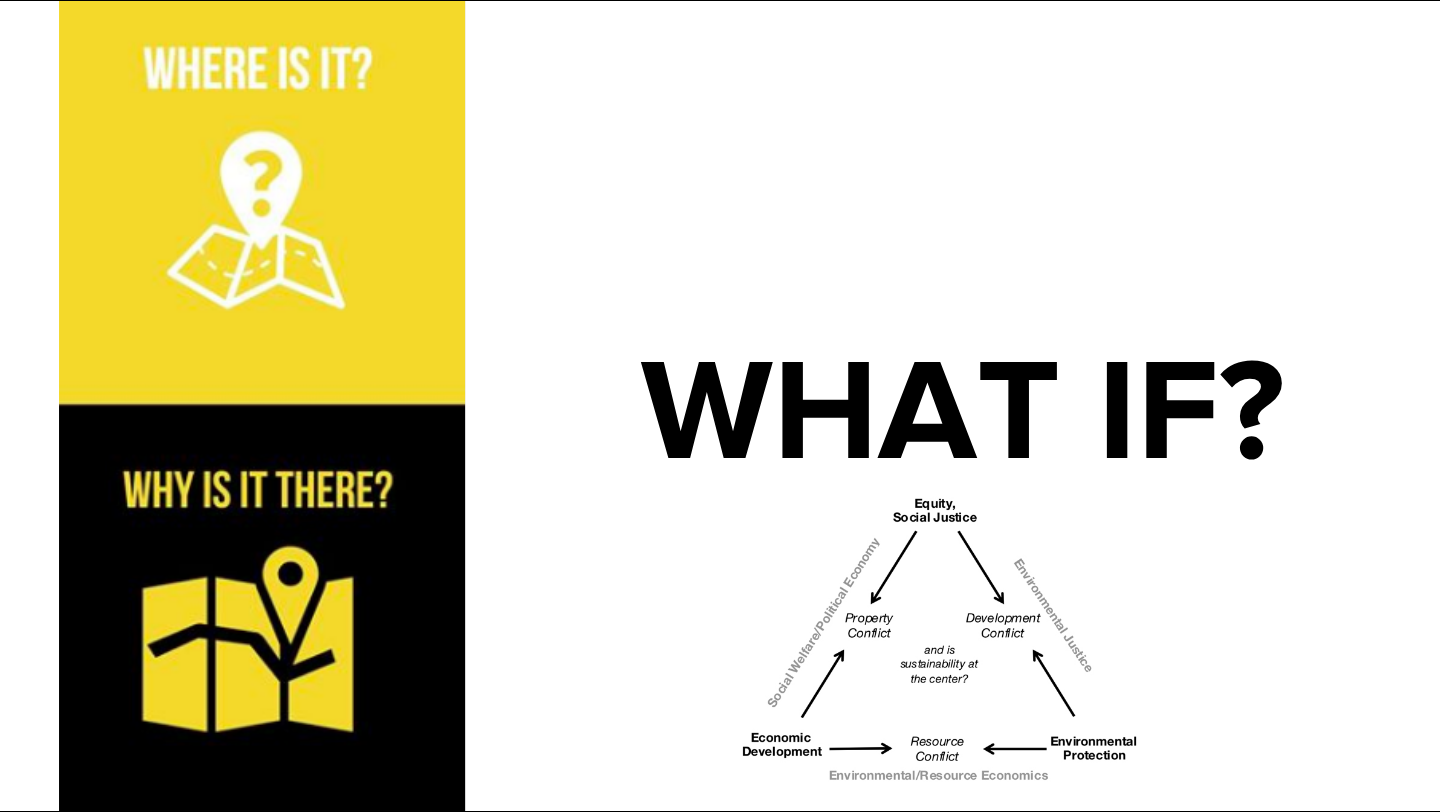 WHERE IS IT?
?
WHY IS IT THERE?
WHAT IF?
Equity,
Social Justice
Social Welfare/Political Economy
Environmental Justice
Property
Conflict
Development
Conflict
and is
sustainability at
the center?
Economic
Development
Resource
Conflict
Environmental
Protection
Environmental/Resource Economics